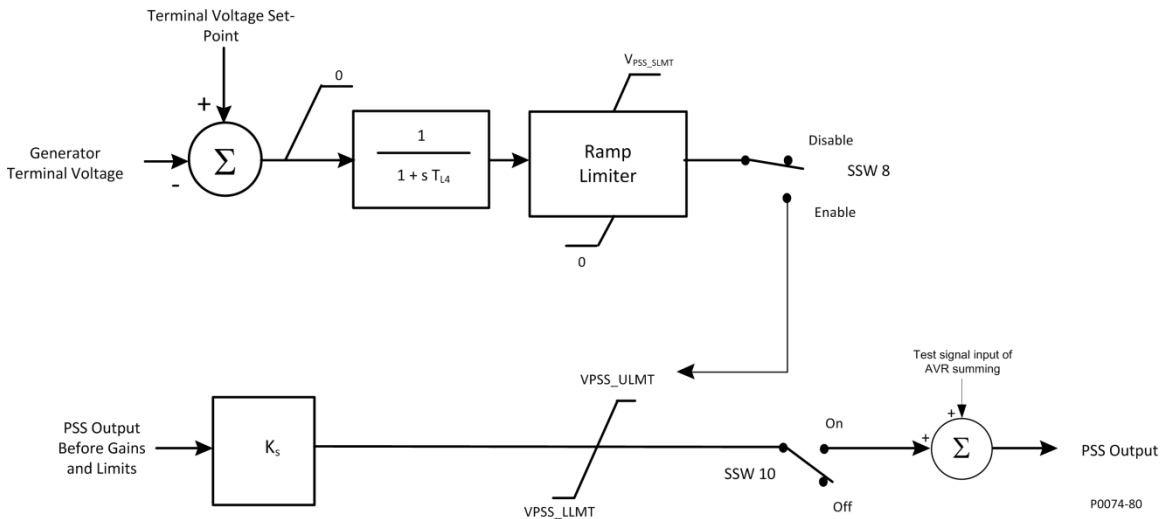 Terminal Voltage Set-
Point
+
0
V_PSS_SLMT
Generator
Terminal Voltage
-
Σ
1
1 + s T_L4
Ramp
Limiter
Disable
SSW 8
Enable
0
Test signal input of
AVR summing
VPSS_ULMT
PSS Output
Before Gains
and Limits
K_s
On
+
+
Σ
PSS Output
SSW 10
VPSS_LLMT
Off
P0074-80